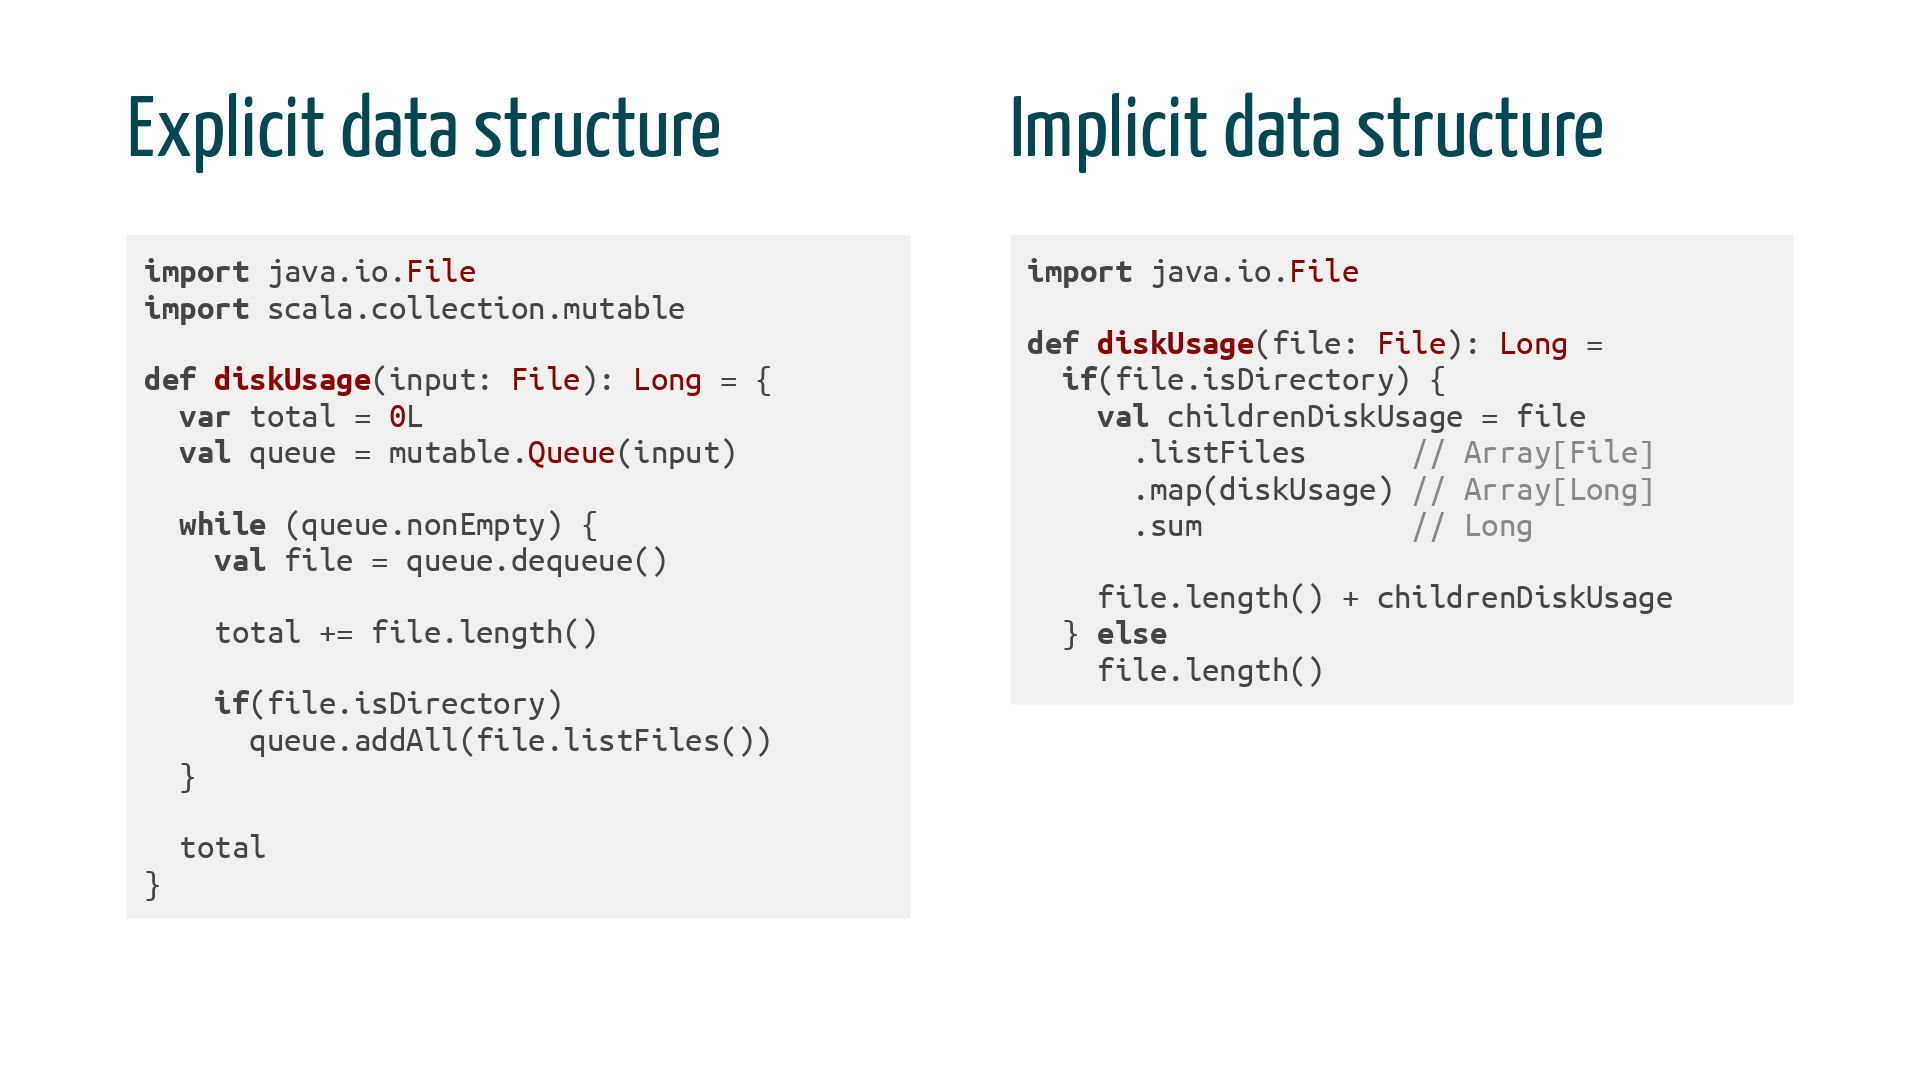 Explicit data structure
import java.io.File
import scala.collection.mutable
def diskUsage(input: File): Long = {
  var total = 0L
  val queue = mutable.Queue(input)
  while (queue.nonEmpty) {
    val file = queue.dequeue()
    total += file.length()
    if(file.isDirectory)
      queue.addAll(file.listFiles())
  }
  total
}
Implicit data structure
import java.io.File
def diskUsage(file: File): Long =
  if(file.isDirectory) {
    val childrenDiskUsage = file
      .listFiles      // Array[File]
      .map(diskUsage) // Array[Long]
      .sum            // Long
    file.length() + childrenDiskUsage
  } else
    file.length()